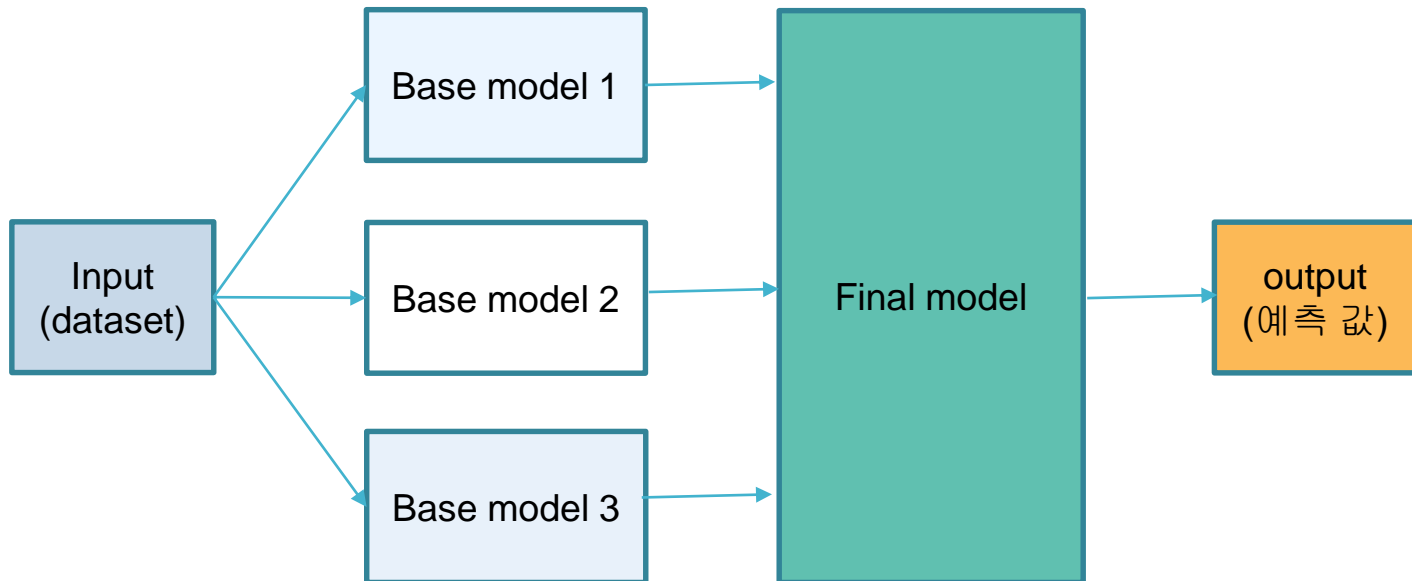 Base model 1
Input
(dataset)
Base model 2
Final model
output
(예측 값)
Base model 3